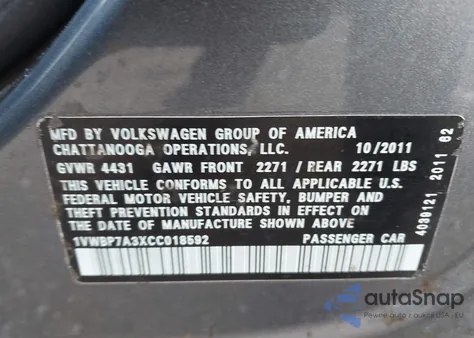 MFD BY VOLKSWAGEN GROUP OF AMERICA
CHATTANOOGA OPERATIONS, LLC. 10/2011
GVWR 4431 GAWR FRONT 2271 / REAR 2271 LBS
THIS VEHICLE CONFORMS TO ALL APPLICABLE U.S.
FEDERAL MOTOR VEHICLE SAFETY, BUMPER AND
THEFT PREVENTION STANDARDS IN EFFECT ON
THE DATE OF MANUFACTURE SHOWN ABOVE
1VWBP7A3XCC018592 PASSENGER CAR
4039121 2011 62
autoSnap